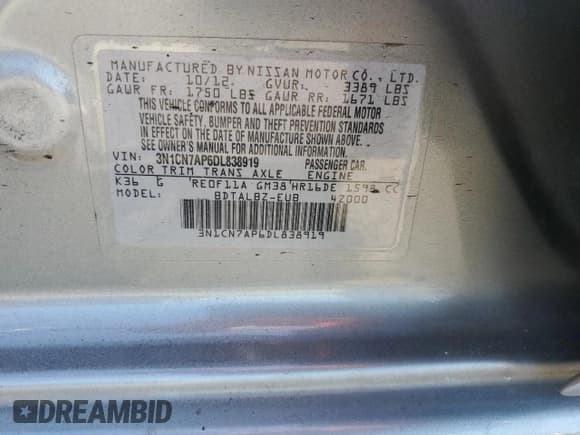 MANUFACTURED BY NISSAN MOTOR CO., LTD.
DATE: 10/12 GVWR: 3389 LBS
GAWR FR: 1750 LBS GAWR RR: 1671 LBS
THIS VEHICLE CONFORMS TO ALL APPLICABLE FEDERAL MOTOR
VEHICLE SAFETY, BUMPER AND THEFT PREVENTION STANDARDS
IN EFFECT ON THE DATE OF MANUFACTURE SHOWN ABOVE.
SEE OWNER'S MANUAL FOR ADDITIONAL INFORMATION
VIN: 3N1CN7AP6DL838919 PASSENGER CAR.
COLOR TRIM TRANS AXLE ENGINE
K36 G RE0F11A GM38 HR16DE 1598 CC
MODEL: BDTALBZ-EUB 42000
3N1CN7AP6DL838919
DREAMBID